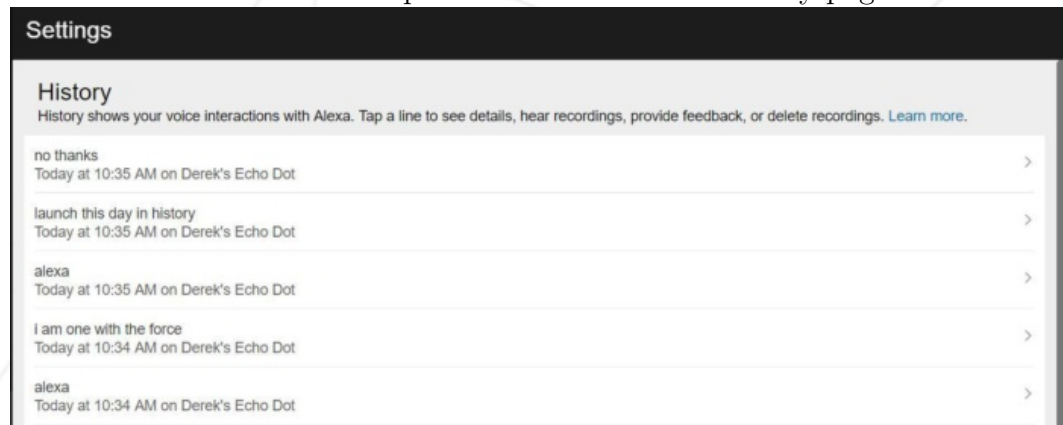 Settings
History
History shows your voice interactions with Alexa. Tap a line to see details, hear recordings, provide feedback, or delete recordings. Learn more.
no thanks
Today at 10:35 AM on Derek's Echo Dot
launch this day in history
Today at 10:35 AM on Derek's Echo Dot
alexa
Today at 10:35 AM on Derek's Echo Dot
i am one with the force
Today at 10:34 AM on Derek's Echo Dot
alexa
Today at 10:34 AM on Derek's Echo Dot